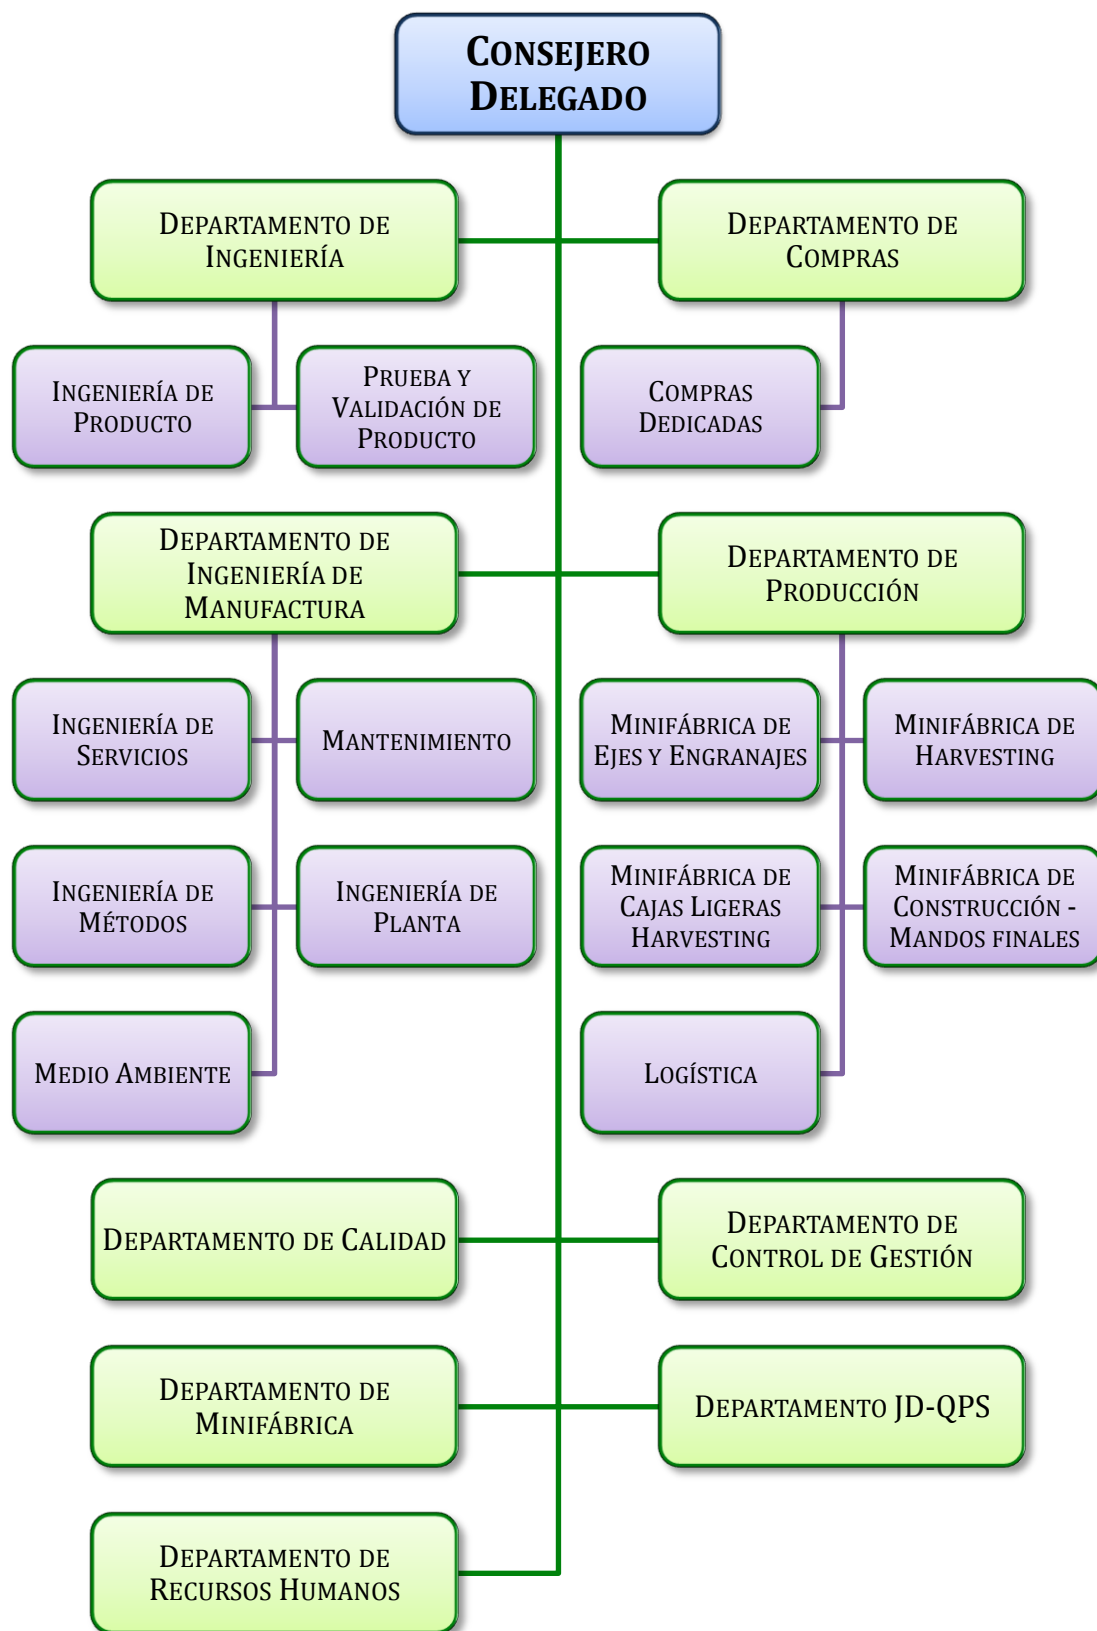 CONSEJERO
DELEGADO
DEPARTAMENTO DE
INGENIERÍA
DEPARTAMENTO DE
COMPRAS
INGENIERÍA DE
PRODUCTO
PRUEBA Y
VALIDACIÓN DE
PRODUCTO
COMPRAS
DEDICADAS
DEPARTAMENTO DE
INGENIERÍA DE
MANUFACTURA
DEPARTAMENTO DE
PRODUCCIÓN
INGENIERÍA DE
SERVICIOS
MANTENIMIENTO
MINIFÁBRICA DE
EJES Y ENGRANAJES
MINIFÁBRICA DE
HARVESTING
INGENIERÍA DE
MÉTODOS
INGENIERÍA DE
PLANTA
MINIFÁBRICA DE
CAJAS LIGERAS
HARVESTING
MINIFÁBRICA DE
CONSTRUCCIÓN -
MANDOS FINALES
MEDIO AMBIENTE
LOGÍSTICA
DEPARTAMENTO DE CALIDAD
DEPARTAMENTO DE
CONTROL DE GESTIÓN
DEPARTAMENTO DE
MINIFÁBRICA
DEPARTAMENTO JD-QPS
DEPARTAMENTO DE
RECURSOS HUMANOS